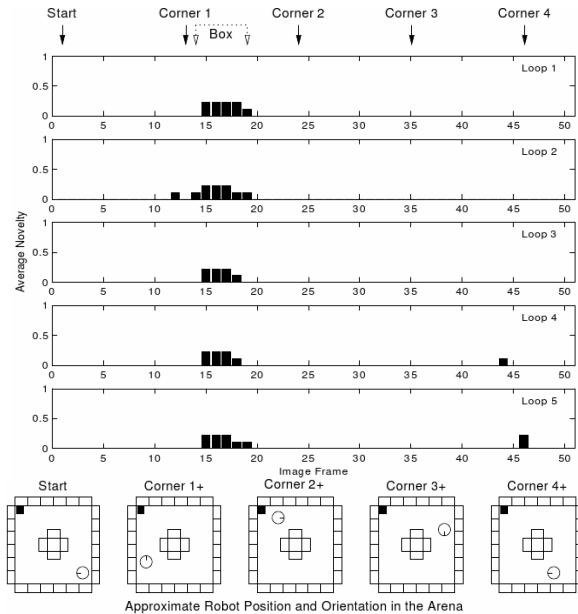 Start Corner 1 Corner 2 Corner 3 Corner 4
Box
1
0.5
0
Loop 1
0 5 10 15 20 25 30 35 40 45 50
1
0.5
0
Loop 2
0 5 10 15 20 25 30 35 40 45 50
Average Novelty
1
0.5
0
Loop 3
0 5 10 15 20 25 30 35 40 45 50
1
0.5
0
Loop 4
0 5 10 15 20 25 30 35 40 45 50
1
0.5
0
Loop 5
0 5 10 15 20 25 30 35 40 45 50
Image Frame
Start Corner 1+ Corner 2+ Corner 3+ Corner 4+
Approximate Robot Position and Orientation in the Arena